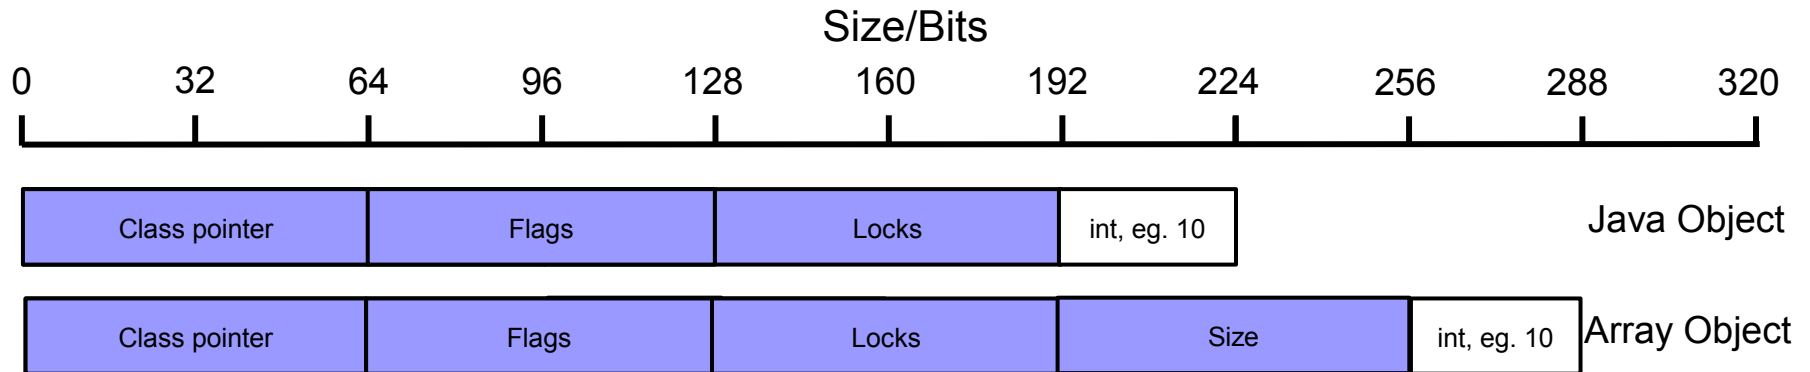 Size/Bits
0 32 64 96 128 160 192 224 256 288 320
Class pointer Flags Locks int, eg. 10 Java Object
Class pointer Flags Locks Size int, eg. 10 Array Object